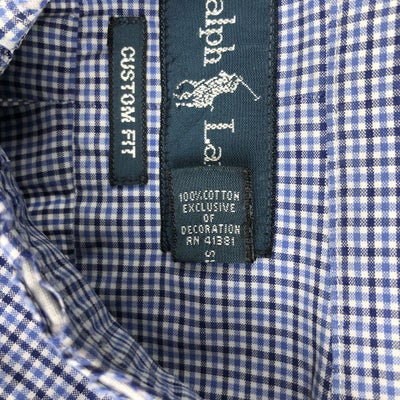 CUSTOM FIT
alph La
100% COTTON
EXCLUSIVE
OF
DECORATION
RN 41381
S